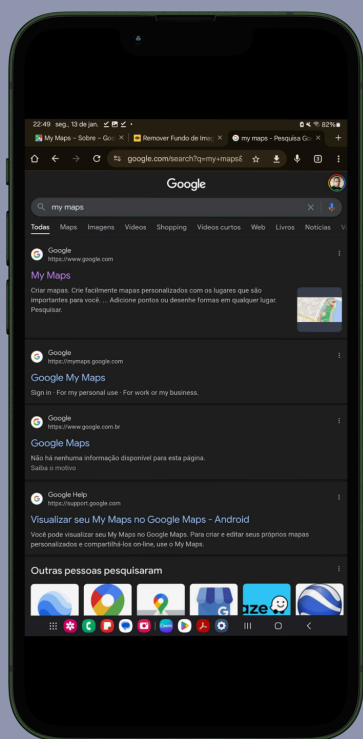 22:49 seg., 13 de jan.
82%
My Maps – Sobre – Goo
Remover Fundo de Imag
my maps - Pesquisa Go
google.com/search?q=my+maps&
3
Google
my maps
Todas Maps Imagens Vídeos Shopping Vídeos curtos Web Livros Notícias
Google
https://www.google.com
My Maps
Criar mapas. Crie facilmente mapas personalizados com os lugares que são
importantes para você. ... Adicione pontos ou desenhe formas em qualquer lugar.
Pesquisar.
Google
https://mymaps.google.com
Google My Maps
Sign in · For my personal use · For work or my business.
Google
https://www.google.com.br
Google Maps
Não há nenhuma informação disponível para esta página.
Saiba o motivo
Google Help
https://support.google.com
Visualizar seu My Maps no Google Maps - Android
Você pode visualizar seu My Maps no Google Maps. Para criar e editar seus próprios mapas
personalizados e compartilhá-los on-line, use o My Maps.
Outras pessoas pesquisaram
G
aze